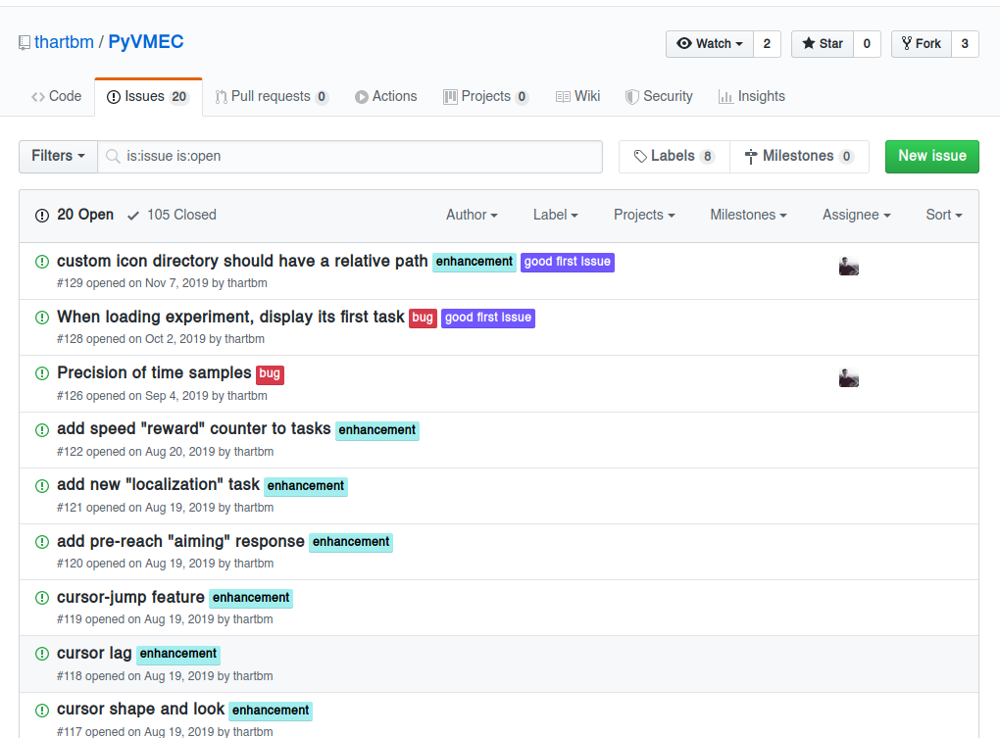 thartbm / PyVMEC
Watch 2 Star 0 Fork 3
Code Issues 20 Pull requests 0 Actions Projects 0 Wiki Security Insights
Filters is:issue is:open Labels 8 Milestones 0 New issue
20 Open 105 Closed Author Label Projects Milestones Assignee Sort
custom icon directory should have a relative path enhancement good first issue
#129 opened on Nov 7, 2019 by thartbm
When loading experiment, display its first task bug good first issue
#128 opened on Oct 2, 2019 by thartbm
Precision of time samples bug
#126 opened on Sep 4, 2019 by thartbm
add speed "reward" counter to tasks enhancement
#122 opened on Aug 20, 2019 by thartbm
add new "localization" task enhancement
#121 opened on Aug 19, 2019 by thartbm
add pre-reach "aiming" response enhancement
#120 opened on Aug 19, 2019 by thartbm
cursor-jump feature enhancement
#119 opened on Aug 19, 2019 by thartbm
cursor lag enhancement
#118 opened on Aug 19, 2019 by thartbm
cursor shape and look enhancement
#117 opened on Aug 19, 2019 by thartbm